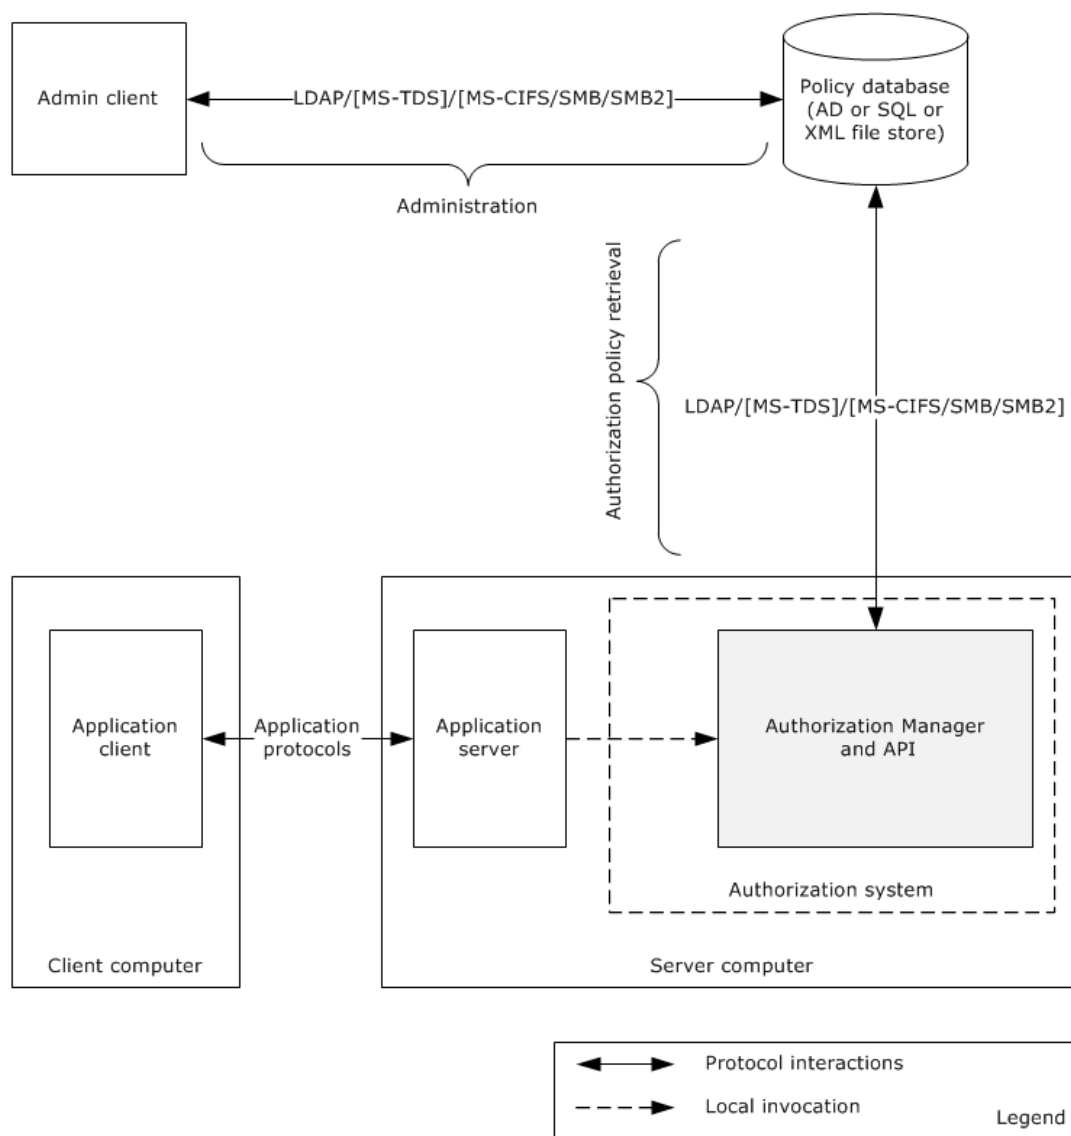 Admin client
LDAP/[MS-TDS]/[MS-CIFS/SMB/SMB2]
Policy database
(AD or SQL or
XML file store)
Administration
Authorization policy retrieval
LDAP/[MS-TDS]/[MS-CIFS/SMB/SMB2]
Application
client
Application
protocols
Application
server
Authorization Manager
and API
Authorization system
Client computer
Server computer
Protocol interactions
Local invocation
Legend